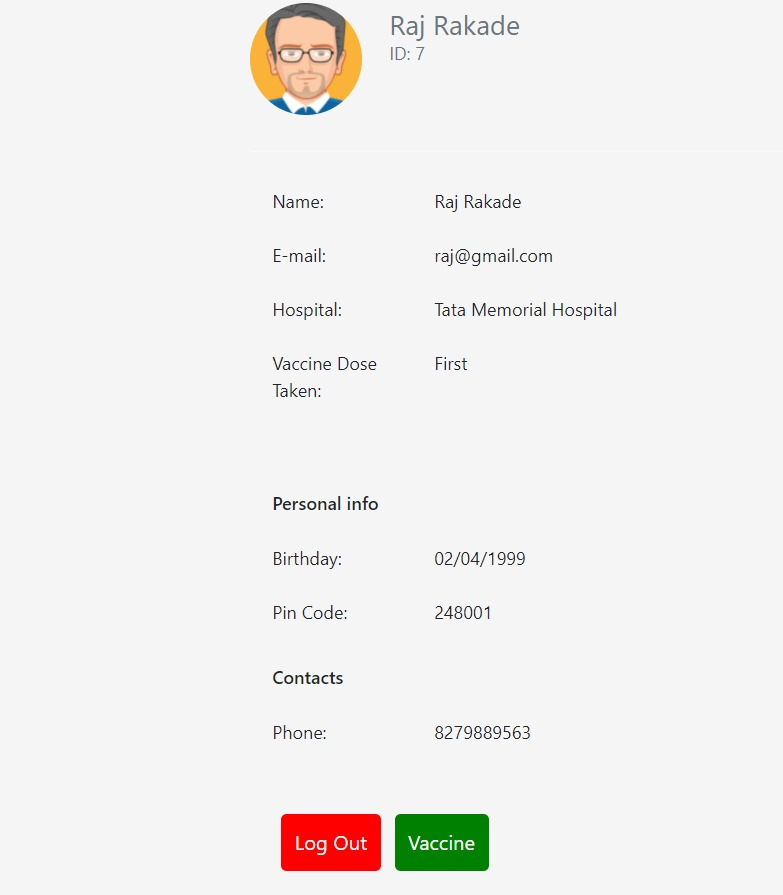 Raj Rakade
ID: 7
Name: Raj Rakade
E-mail: raj@gmail.com
Hospital: Tata Memorial Hospital
Vaccine Dose First
Taken:
Personal info
Birthday: 02/04/1999
Pin Code: 248001
Contacts
Phone: 8279889563
Log Out Vaccine